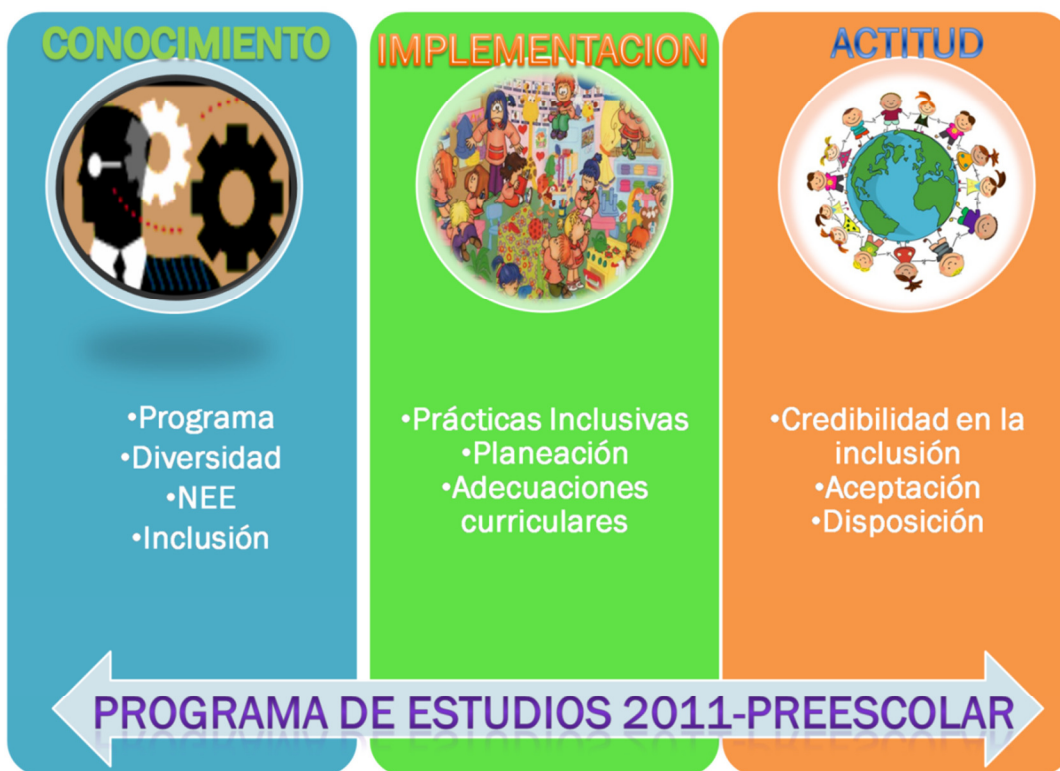 CONOCIMIENTO
•Programa
•Diversidad
•NEE
•Inclusión
IMPLEMENTACION
•Prácticas Inclusivas
•Planeación
•Adecuaciones
curriculares
ACTITUD
•Credibilidad en la
inclusión
•Aceptación
•Disposición
PROGRAMA DE ESTUDIOS 2011-PREESCOLAR